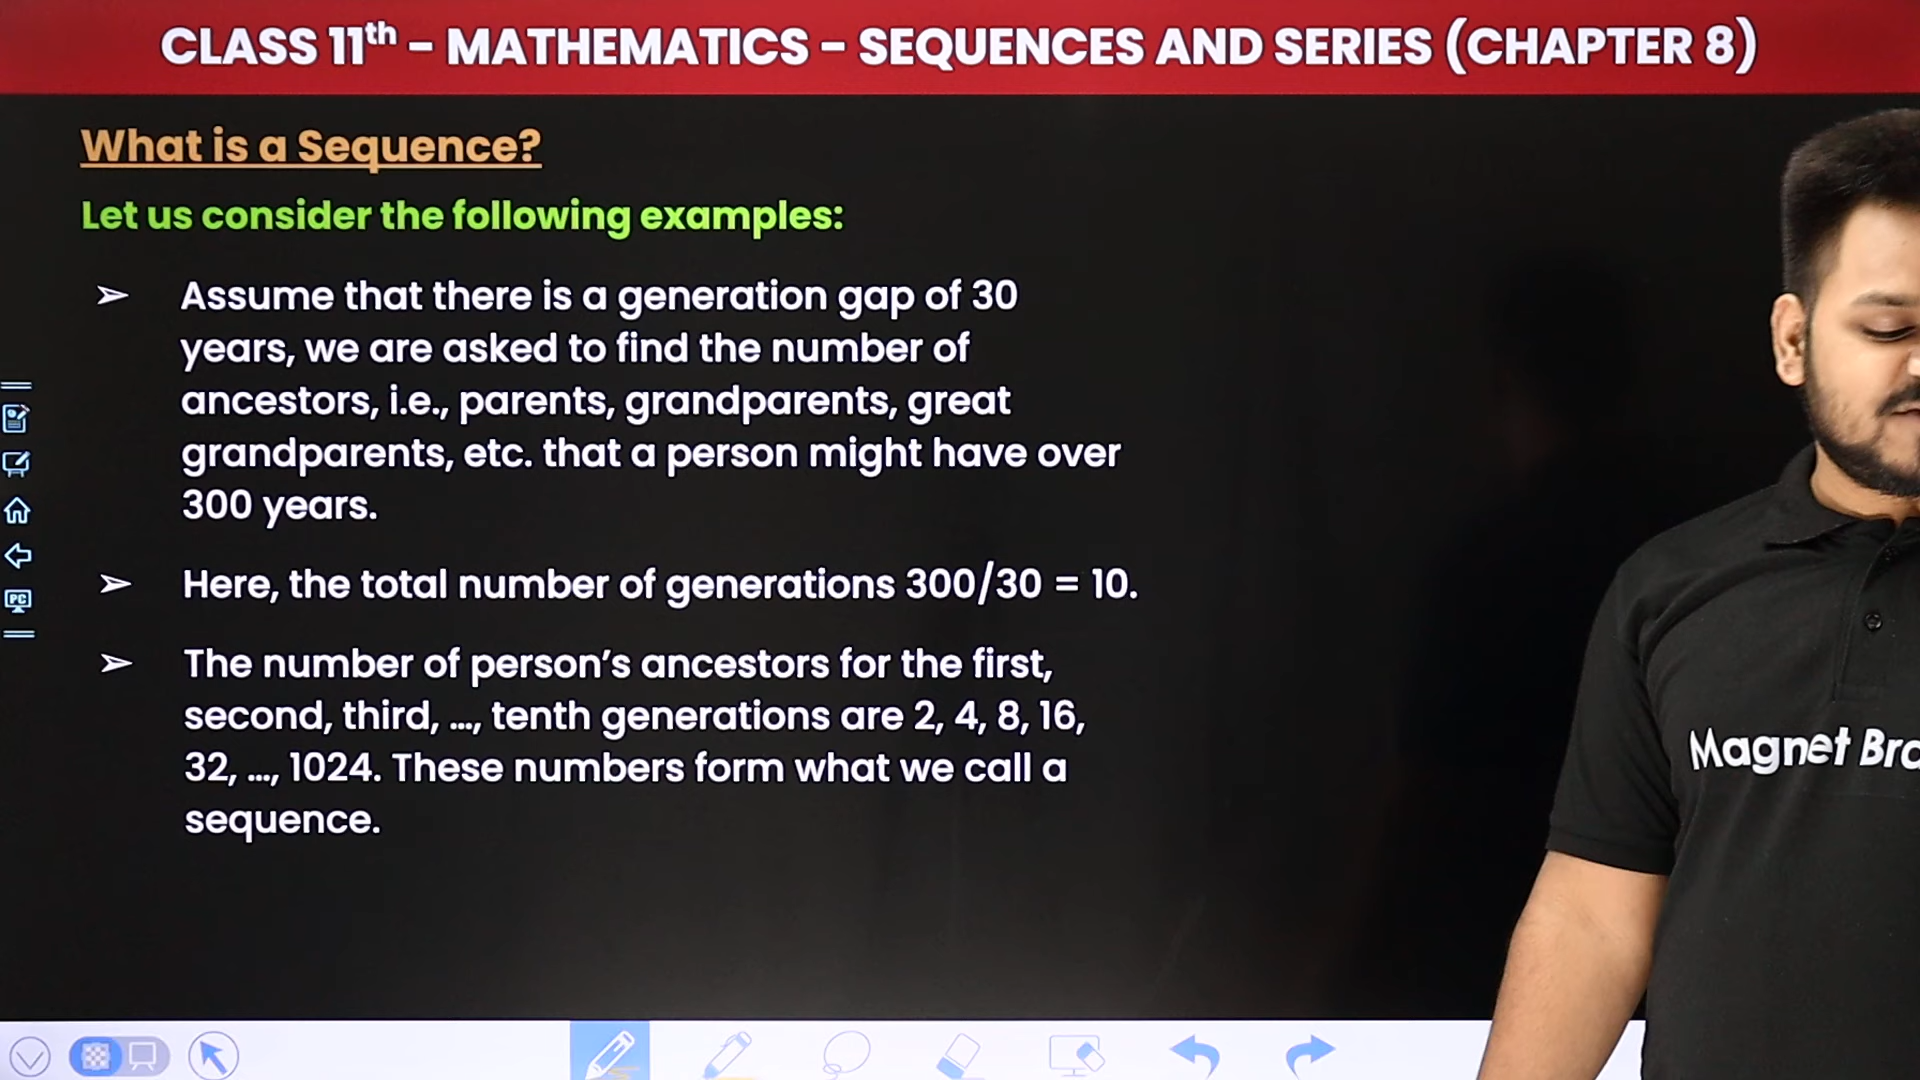 CLASS 11th – MATHEMATICS – SEQUENCES AND SERIES (CHAPTER 8)
What is a Sequence?
Let us consider the following examples:
➢ Assume that there is a generation gap of 30
years, we are asked to find the number of
ancestors, i.e., parents, grandparents, great
grandparents, etc. that a person might have over
300 years.
➢ Here, the total number of generations 300/30 = 10.
➢ The number of person’s ancestors for the first,
second, third, …, tenth generations are 2, 4, 8, 16,
32, …, 1024. These numbers form what we call a
sequence.
PC
Magnet Bra